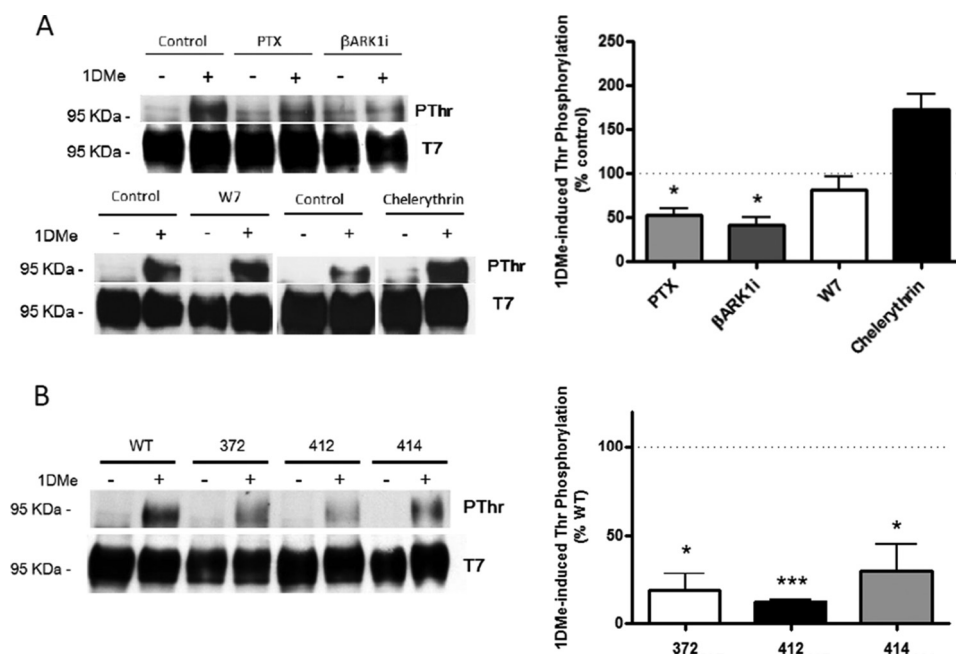 A
Control PTX βARK1i
1DMe - + - + - +
95 KDa - PThr
95 KDa - T7
Control W7 Control Chelerythrin
1DMe - + - + - + - +
95 KDa - PThr
95 KDa - T7
1DMe-induced Thr Phosphorylation
(% control)
250
200
150
100
50
0
* *
PTX βARK1i W7 Chelerythrin
B
WT 372 412 414
1DMe - + - + - + - +
95 KDa - PThr
95 KDa - T7
1DMe-induced Thr Phosphorylation
(% WT)
100
50
0
* *** *
372 412 414